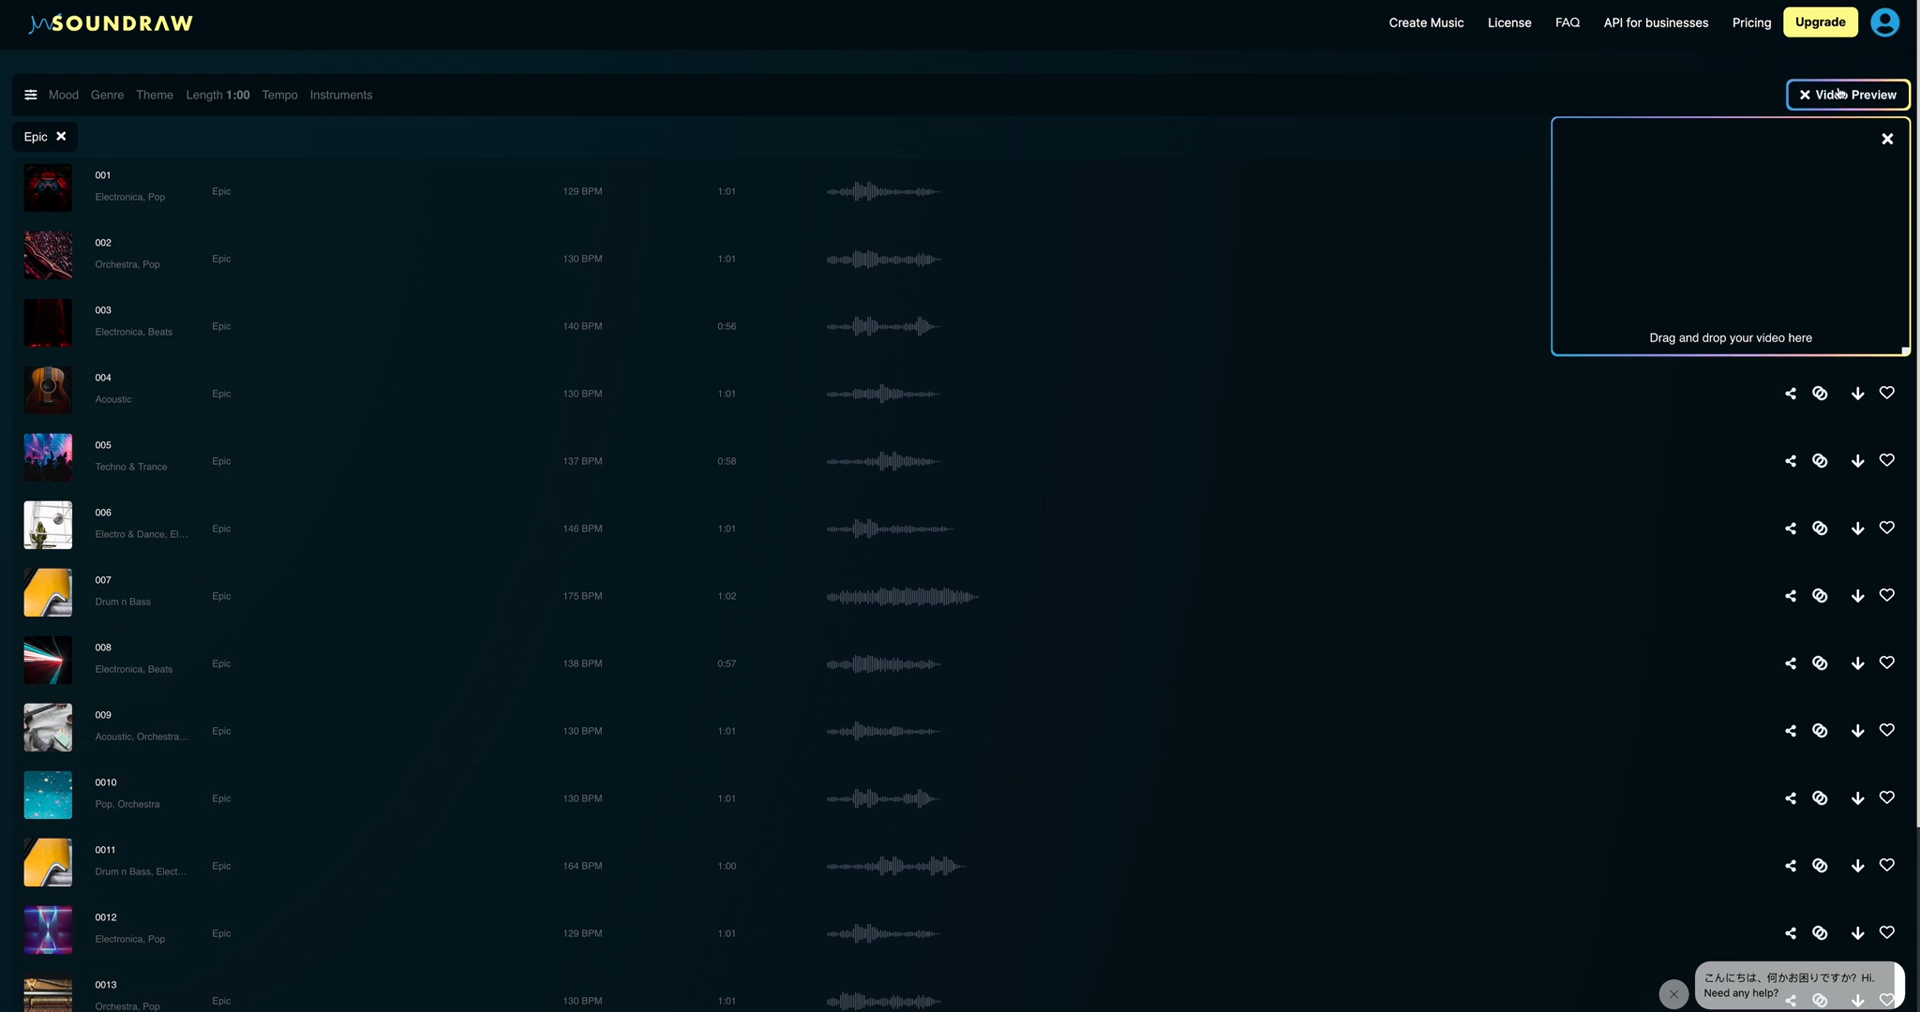 SOUNDRAW
Create Music License FAQ API for businesses Pricing Upgrade
Mood Genre Theme Length 1:00 Tempo Instruments
Video Preview
Epic
Drag and drop your video here
001
Electronica, Pop Epic 129 BPM 1:01
002
Orchestra, Pop Epic 130 BPM 1:01
003
Electronica, Beats Epic 140 BPM 0:56
004
Acoustic Epic 130 BPM 1:01
005
Techno & Trance Epic 137 BPM 0:58
006
Electro & Dance, El... Epic 146 BPM 1:01
007
Drum n Bass Epic 175 BPM 1:02
008
Electronica, Beats Epic 138 BPM 0:57
009
Acoustic, Orchestra... Epic 130 BPM 1:01
0010
Pop, Orchestra Epic 130 BPM 1:01
0011
Drum n Bass, Elect... Epic 164 BPM 1:00
0012
Electronica, Pop Epic 129 BPM 1:01
0013
Orchestra, Pop Epic 130 BPM 1:01
こんにちは、何かお困りですか? Hi.
Need any help?